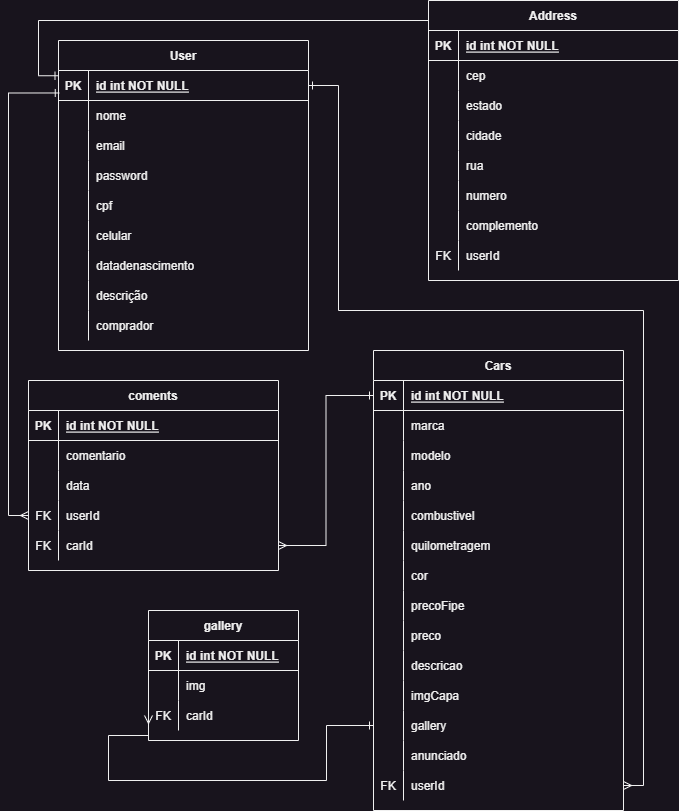 Address
PK id int NOT NULL
cep
estado
cidade
rua
numero
complemento
FK userId
User
PK id int NOT NULL
nome
email
password
cpf
celular
datadenascimento
descrição
comprador
Cars
PK id int NOT NULL
marca
modelo
ano
combustivel
quilometragem
cor
precoFipe
preco
descricao
imgCapa
gallery
anunciado
FK userId
coments
PK id int NOT NULL
comentario
data
FK userId
FK carId
gallery
PK id int NOT NULL
img
FK carId